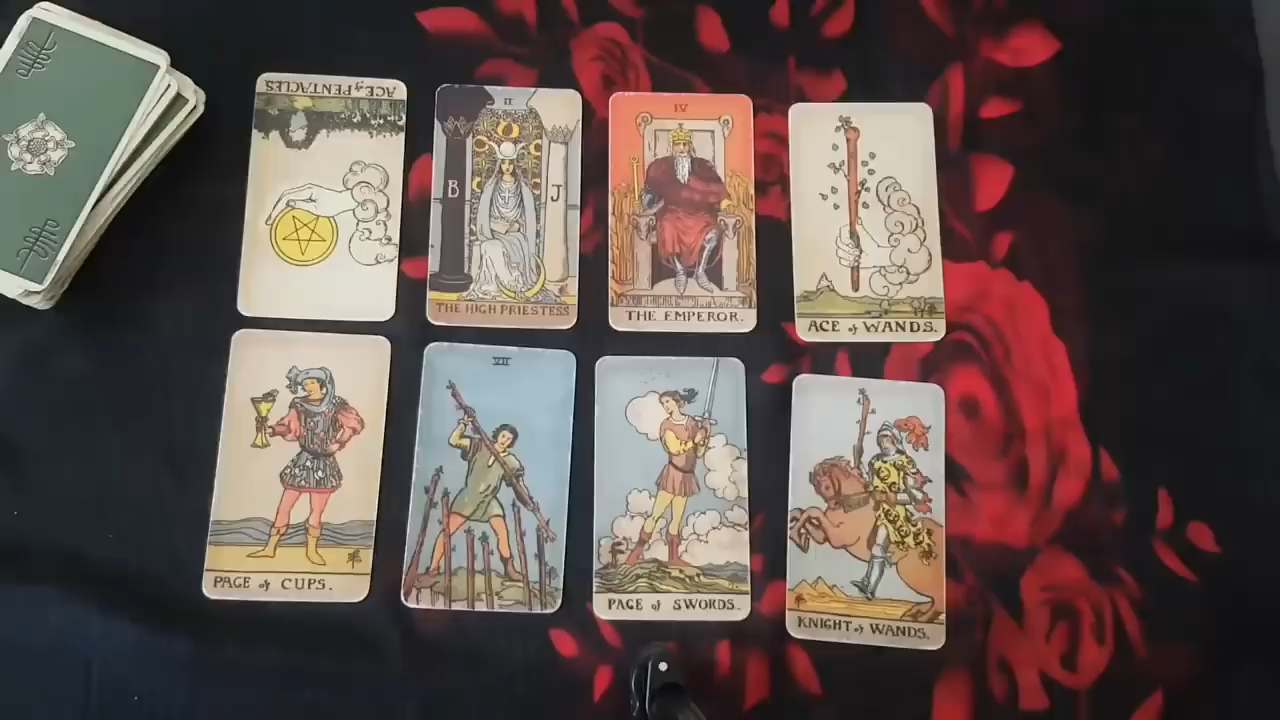 ACE of PENTACLES
II
B J
THE HIGH PRIESTESS
IV
THE EMPEROR.
ACE of WANDS.
PAGE of CUPS.
VII
PAGE of SWORDS.
KNIGHT of WANDS.